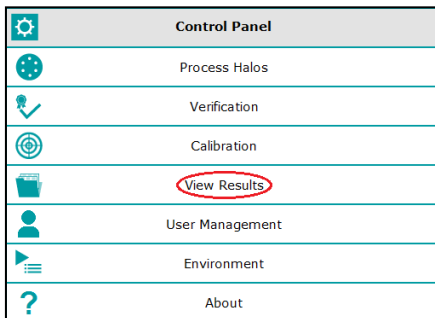 Control Panel
Process Halos
Verification
Calibration
View Results
User Management
Environment
About